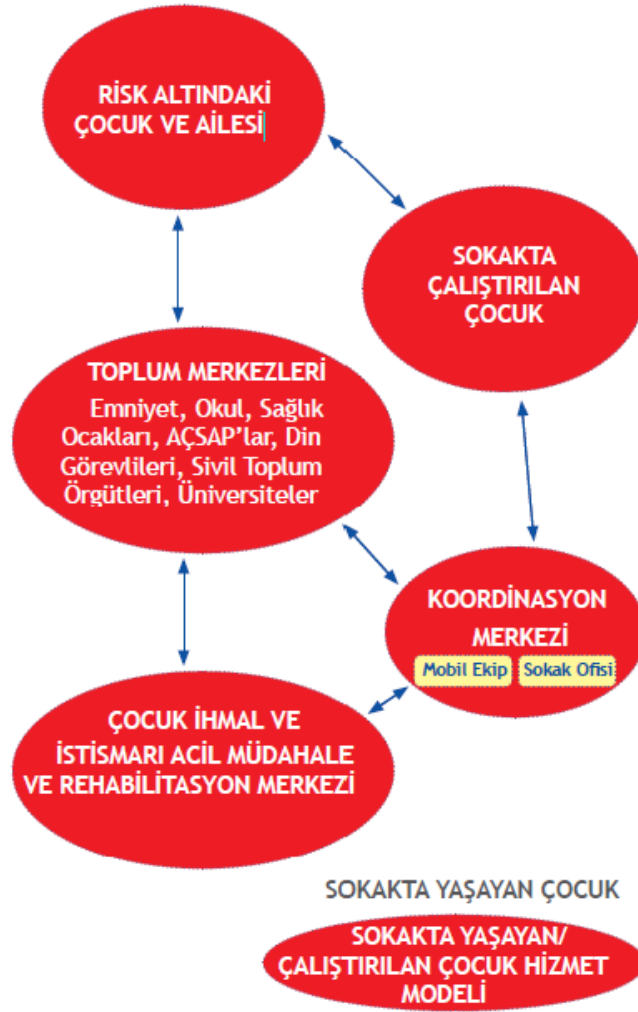 RİSK ALTINDAKİ
ÇOCUK VE AİLESİ
SOKAKTA
ÇALIŞTIRILAN
ÇOCUK
TOPLUM MERKEZLERİ
Emniyet, Okul, Sağlık
Ocakları, AÇSAP’lar, Din
Görevlileri, Sivil Toplum
Örgütleri, Üniversiteler
KOORDİNASYON
MERKEZİ
Mobil Ekip Sokak Ofisi
ÇOCUK İHMAL VE
İSTİSMARI ACİL MÜDAHALE
VE REHABİLİTASYON MERKEZİ
SOKAKTA YAŞAYAN ÇOCUK
SOKAKTA YAŞAYAN/
ÇALIŞTIRILAN ÇOCUK HİZMET
MODELİ